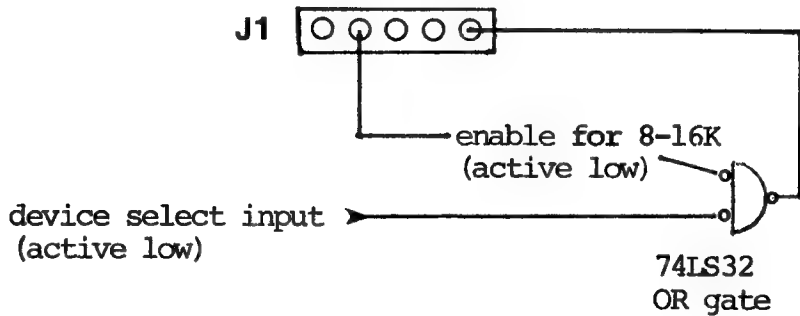 J1
enable for 8-16K
(active low)
device select input
(active low)
74LS32
OR gate